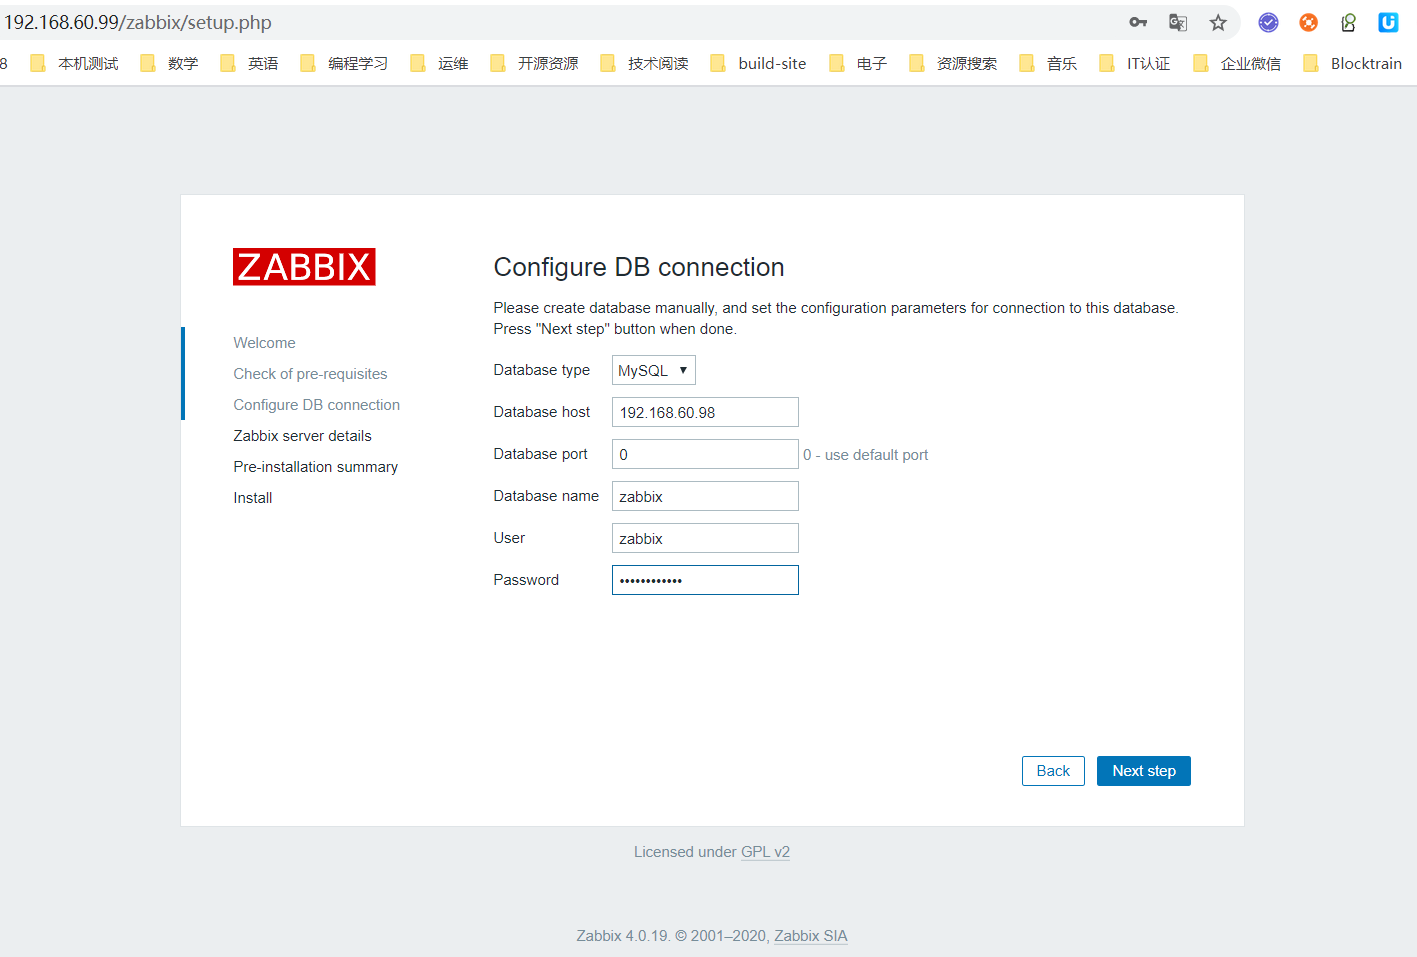 192.168.60.99/zabbix/setup.php
8 本机测试 数学 英语 编程学习 运维 开源资源 技术阅读 build-site 电子 资源搜索 音乐 IT认证 企业微信 Blocktrain
ZABBIX
Welcome
Check of pre-requisites
Configure DB connection
Zabbix server details
Pre-installation summary
Install
Configure DB connection
Please create database manually, and set the configuration parameters for connection to this database.
Press "Next step" button when done.
Database type MySQL ▼
Database host 192.168.60.98
Database port 0 0 - use default port
Database name zabbix
User zabbix
Password ••••••••••••
Back Next step
Licensed under GPL v2
Zabbix 4.0.19. © 2001–2020, Zabbix SIA